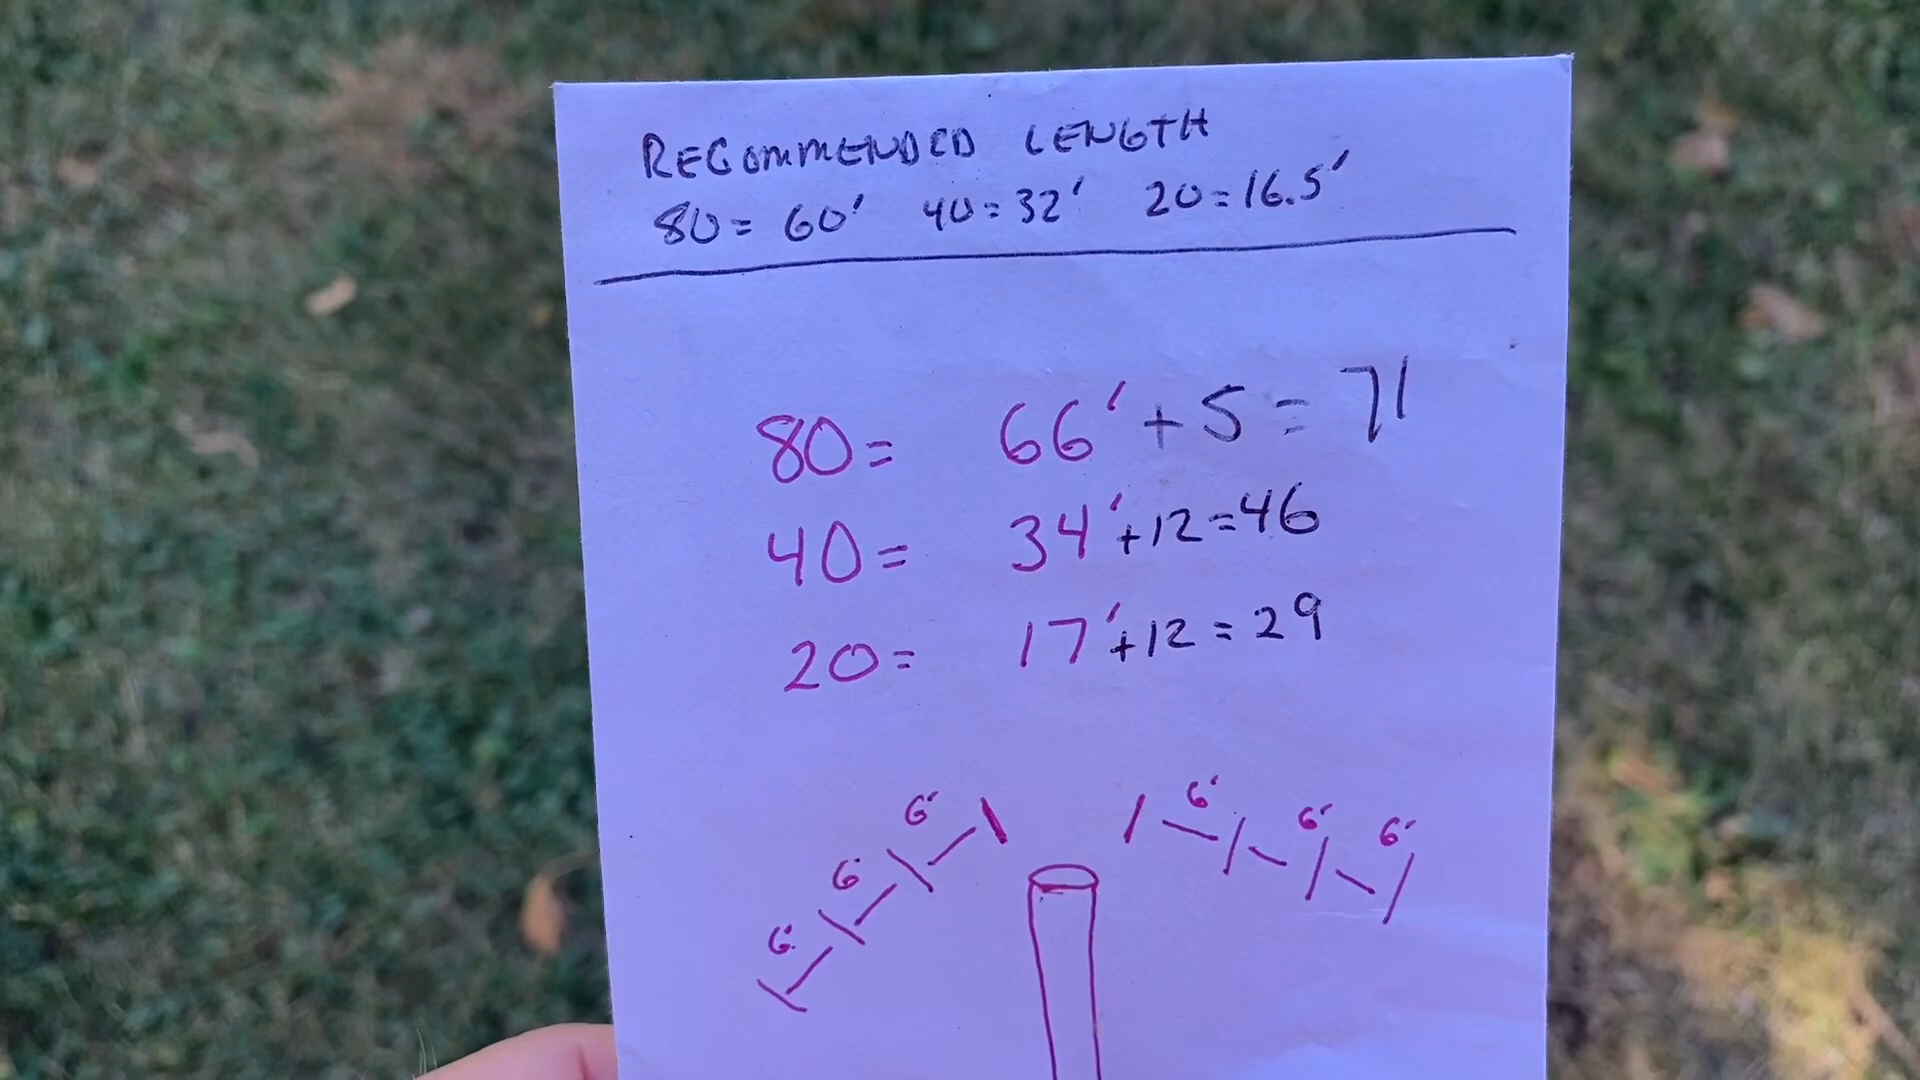 RECOMMENDED LENGTH
80= 60' 40=32' 20=16.5'
80= 66'+5=71
40= 34'+12=46
20= 17'+12=29
6' 6' 6' 6' 6' 6'